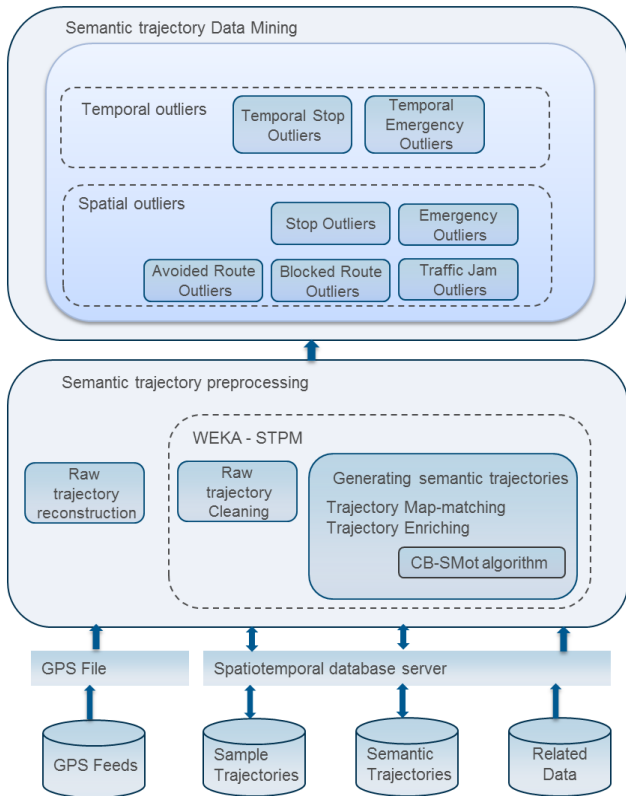 Semantic trajectory Data Mining
Temporal outliers
Temporal Stop
Outliers
Temporal
Emergency
Outliers
Spatial outliers
Stop Outliers
Emergency
Outliers
Avoided Route
Outliers
Blocked Route
Outliers
Traffic Jam
Outliers
Semantic trajectory preprocessing
WEKA - STPM
Raw
trajectory
reconstruction
Raw
trajectory
Cleaning
Generating semantic trajectories
Trajectory Map-matching
Trajectory Enriching
CB-SMot algorithm
GPS File
Spatiotemporal database server
GPS Feeds
Sample
Trajectories
Semantic
Trajectories
Related
Data